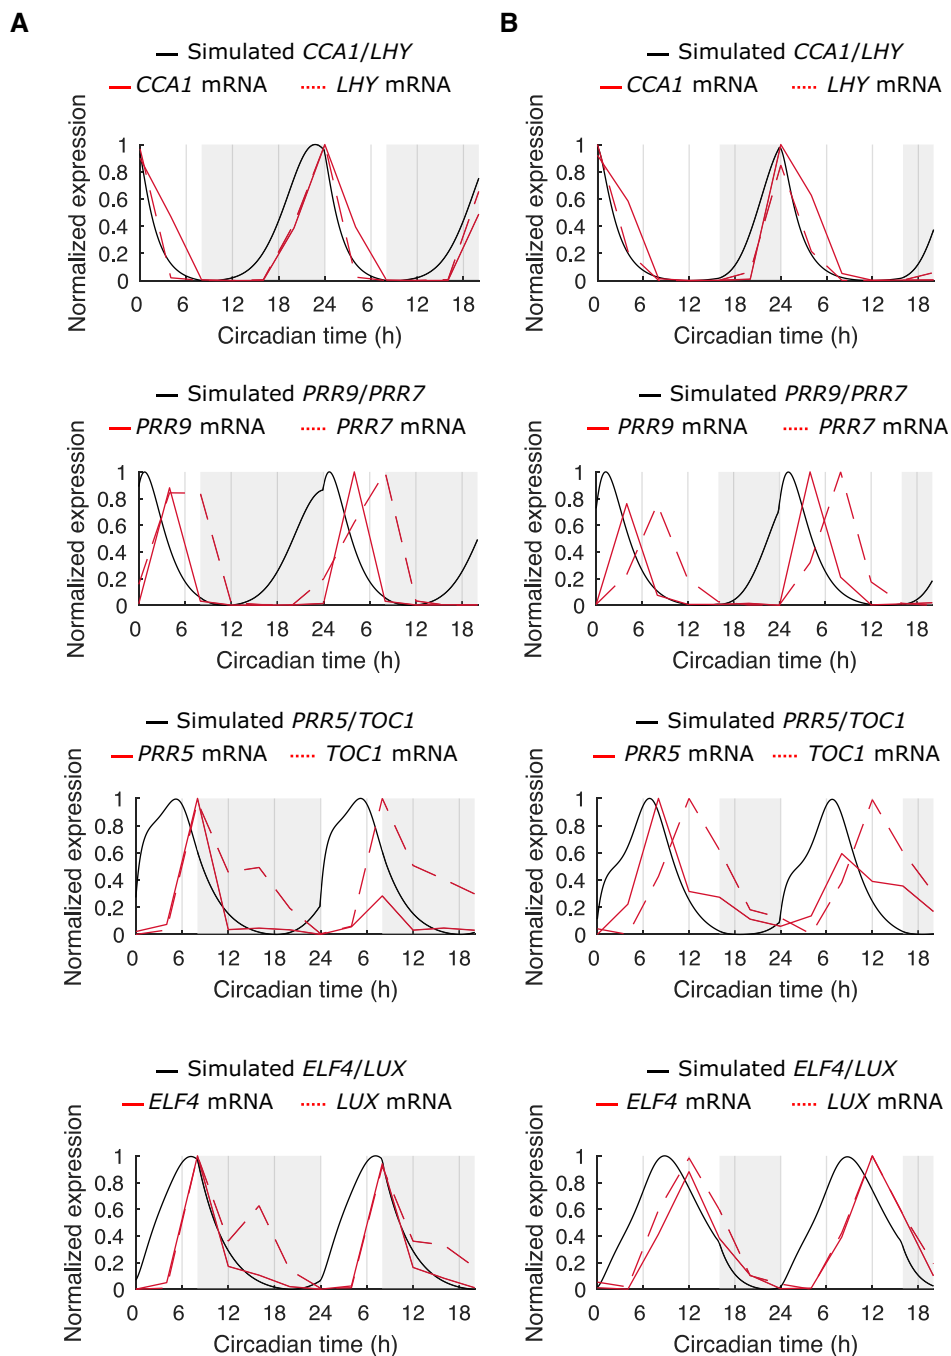 A
Simulated CCA1/LHY
CCA1 mRNA LHY mRNA
Normalized expression
1
0.8
0.6
0.4
0.2
0
0 6 12 18 24 6 12 18
Circadian time (h)
Simulated PRR9/PRR7
PRR9 mRNA PRR7 mRNA
Normalized expression
1
0.8
0.6
0.4
0.2
0
0 6 12 18 24 6 12 18
Circadian time (h)
Simulated PRR5/TOC1
PRR5 mRNA TOC1 mRNA
Normalized expression
1
0.8
0.6
0.4
0.2
0
0 6 12 18 24 6 12 18
Circadian time (h)
Simulated ELF4/LUX
ELF4 mRNA LUX mRNA
Normalized expression
1
0.8
0.6
0.4
0.2
0
0 6 12 18 24 6 12 18
Circadian time (h)
B
Simulated CCA1/LHY
CCA1 mRNA LHY mRNA
Normalized expression
1
0.8
0.6
0.4
0.2
0
0 6 12 18 24 6 12 18
Circadian time (h)
Simulated PRR9/PRR7
PRR9 mRNA PRR7 mRNA
Normalized expression
1
0.8
0.6
0.4
0.2
0
0 6 12 18 24 6 12 18
Circadian time (h)
Simulated PRR5/TOC1
PRR5 mRNA TOC1 mRNA
Normalized expression
1
0.8
0.6
0.4
0.2
0
0 6 12 18 24 6 12 18
Circadian time (h)
Simulated ELF4/LUX
ELF4 mRNA LUX mRNA
Normalized expression
1
0.8
0.6
0.4
0.2
0
0 6 12 18 24 6 12 18
Circadian time (h)